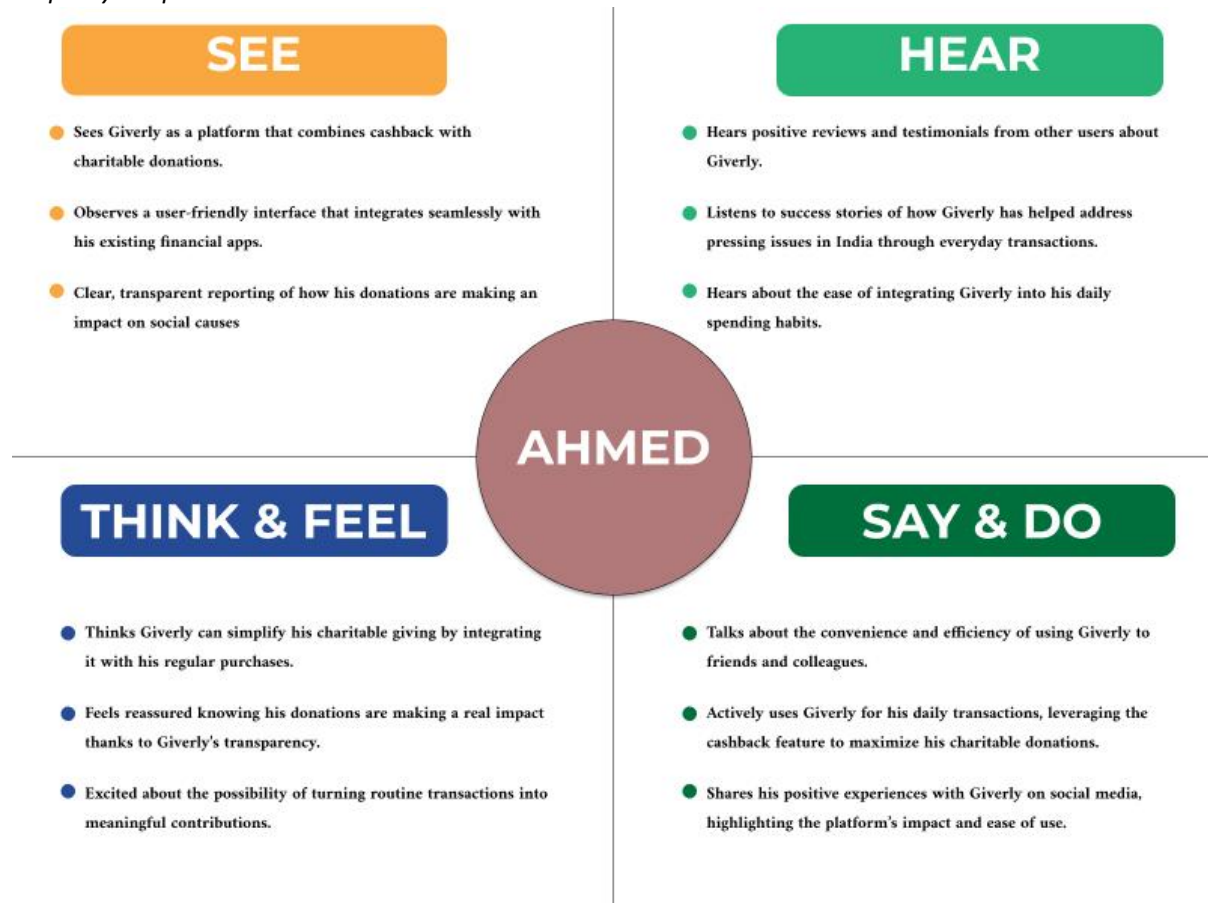 SEE
Sees Giverly as a platform that combines cashback with
charitable donations.
Observes a user-friendly interface that integrates seamlessly with
his existing financial apps.
Clear, transparent reporting of how his donations are making an
impact on social causes
HEAR
Hears positive reviews and testimonials from other users about
Giverly.
Listens to success stories of how Giverly has helped address
pressing issues in India through everyday transactions.
Hears about the ease of integrating Giverly into his daily
spending habits.
AHMED
THINK & FEEL
Thinks Giverly can simplify his charitable giving by integrating
it with his regular purchases.
Feels reassured knowing his donations are making a real impact
thanks to Giverly's transparency.
Excited about the possibility of turning routine transactions into
meaningful contributions.
SAY & DO
Talks about the convenience and efficiency of using Giverly to
friends and colleagues.
Actively uses Giverly for his daily transactions, leveraging the
cashback feature to maximize his charitable donations.
Shares his positive experiences with Giverly on social media,
highlighting the platform's impact and ease of use.